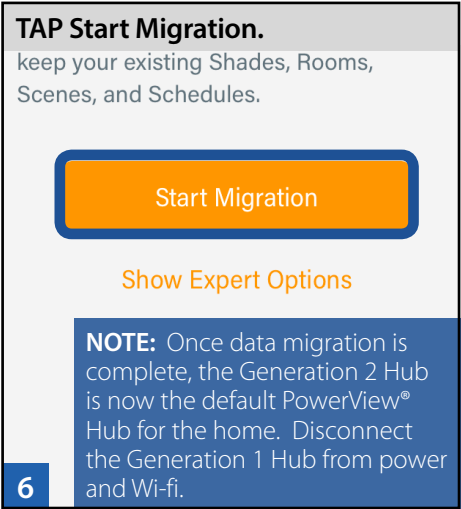 TAP Start Migration.
keep your existing Shades, Rooms,
Scenes, and Schedules.
Start Migration
Show Expert Options
NOTE: Once data migration is
complete, the Generation 2 Hub
is now the default PowerView®
Hub for the home. Disconnect
the Generation 1 Hub from power
and Wi-fi.
6